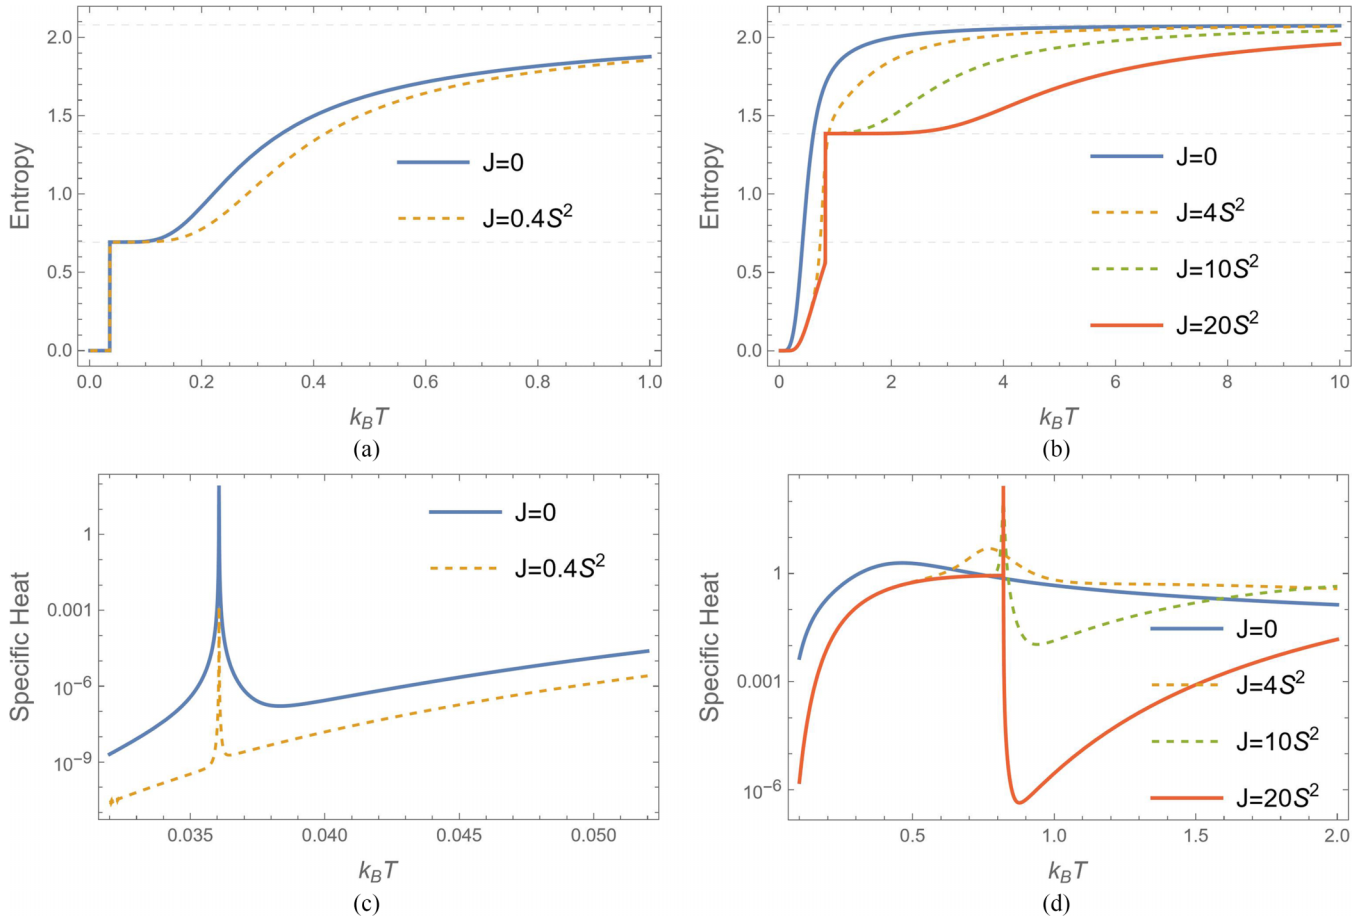 Entropy
2.0
1.5
1.0
0.5
0.0
J=0
J=0.4S²
0.0 0.2 0.4 0.6 0.8 1.0
k_BT
(a)
Entropy
2.0
1.5
1.0
0.5
0.0
J=0
J=4S²
J=10S²
J=20S²
0 2 4 6 8 10
k_BT
(b)
Specific Heat
1
0.001
10⁻⁶
10⁻⁹
J=0
J=0.4S²
0.035 0.040 0.045 0.050
k_BT
(c)
Specific Heat
1
0.001
10⁻⁶
J=0
J=4S²
J=10S²
J=20S²
0.5 1.0 1.5 2.0
k_BT
(d)